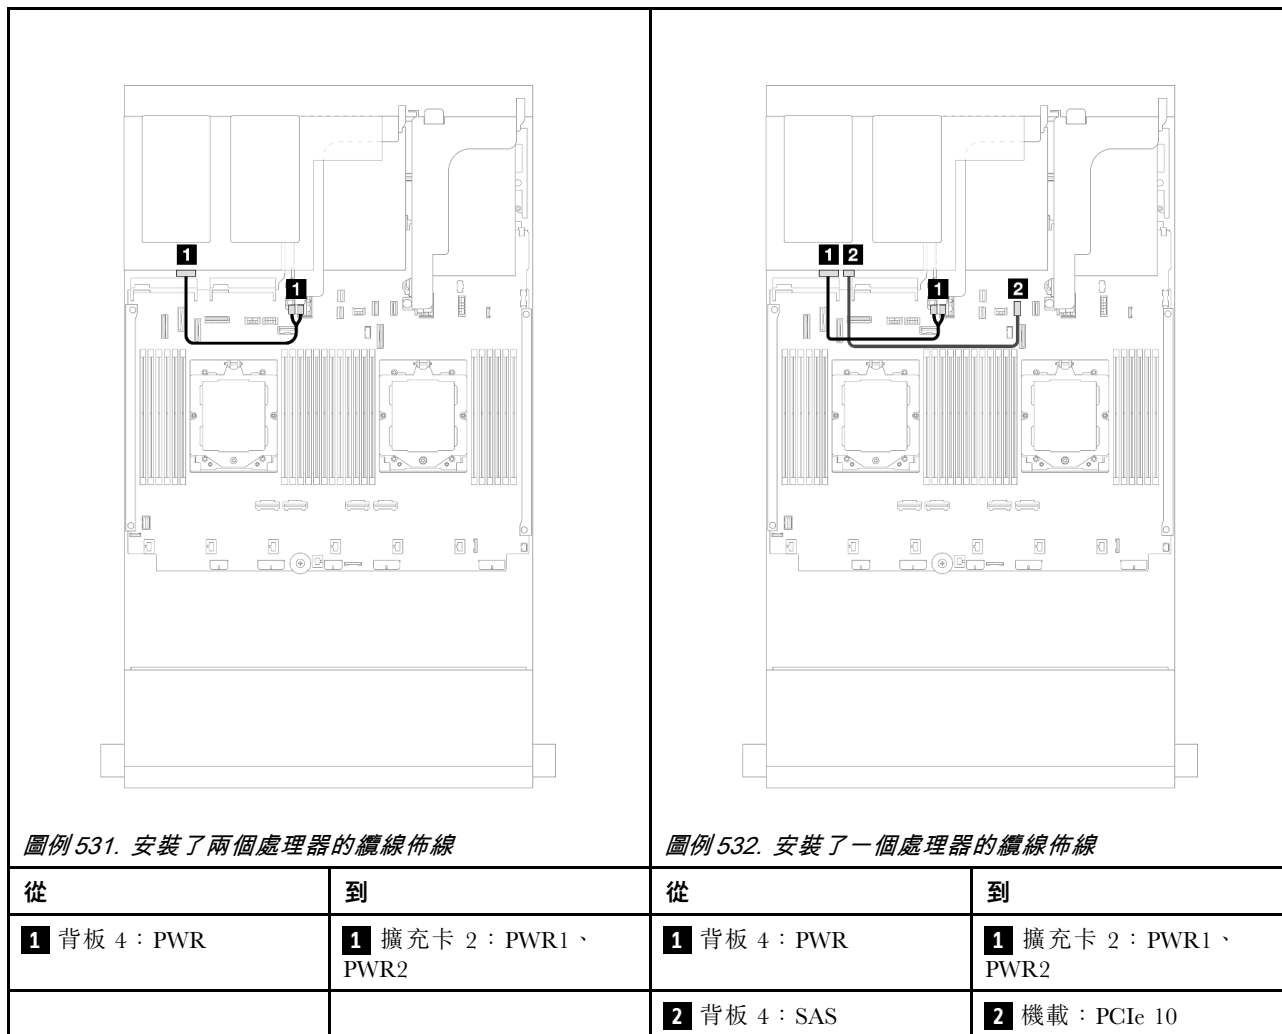 1
1
1
2
1
2
圖例 531. 安裝了兩個處理器的纜線佈線
圖例 532. 安裝了一個處理器的纜線佈線
從
到
從
到
1 背板 4：PWR
1 擴充卡 2：PWR1、
PWR2
1 背板 4：PWR
1 擴充卡 2：PWR1、
PWR2
2 背板 4：SAS
2 機載：PCIe 10